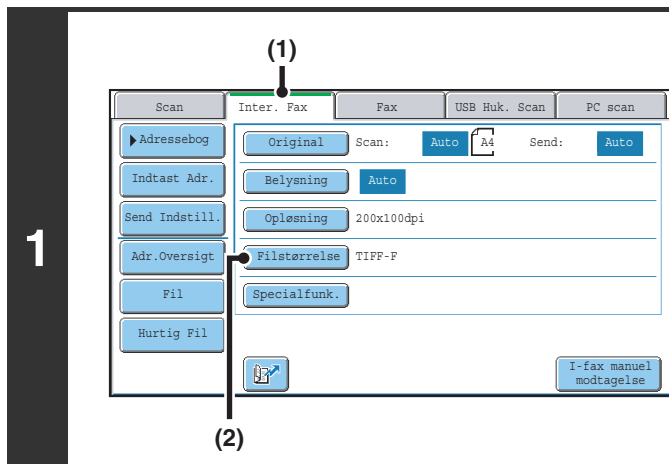 1
(1)
Scan
Inter. Fax
Fax
USB Huk. Scan
PC scan
Adressebog
Original
Scan:
Auto
A4
Send:
Auto
Indtast Adr.
Belysning
Auto
Send Indstill.
Opløsning
200x100dpi
Adr.Oversigt
Filstørrelse
TIFF-F
Fil
Specialfunk.
Hurtig Fil
I-fax manuel
modtagelse
(2)